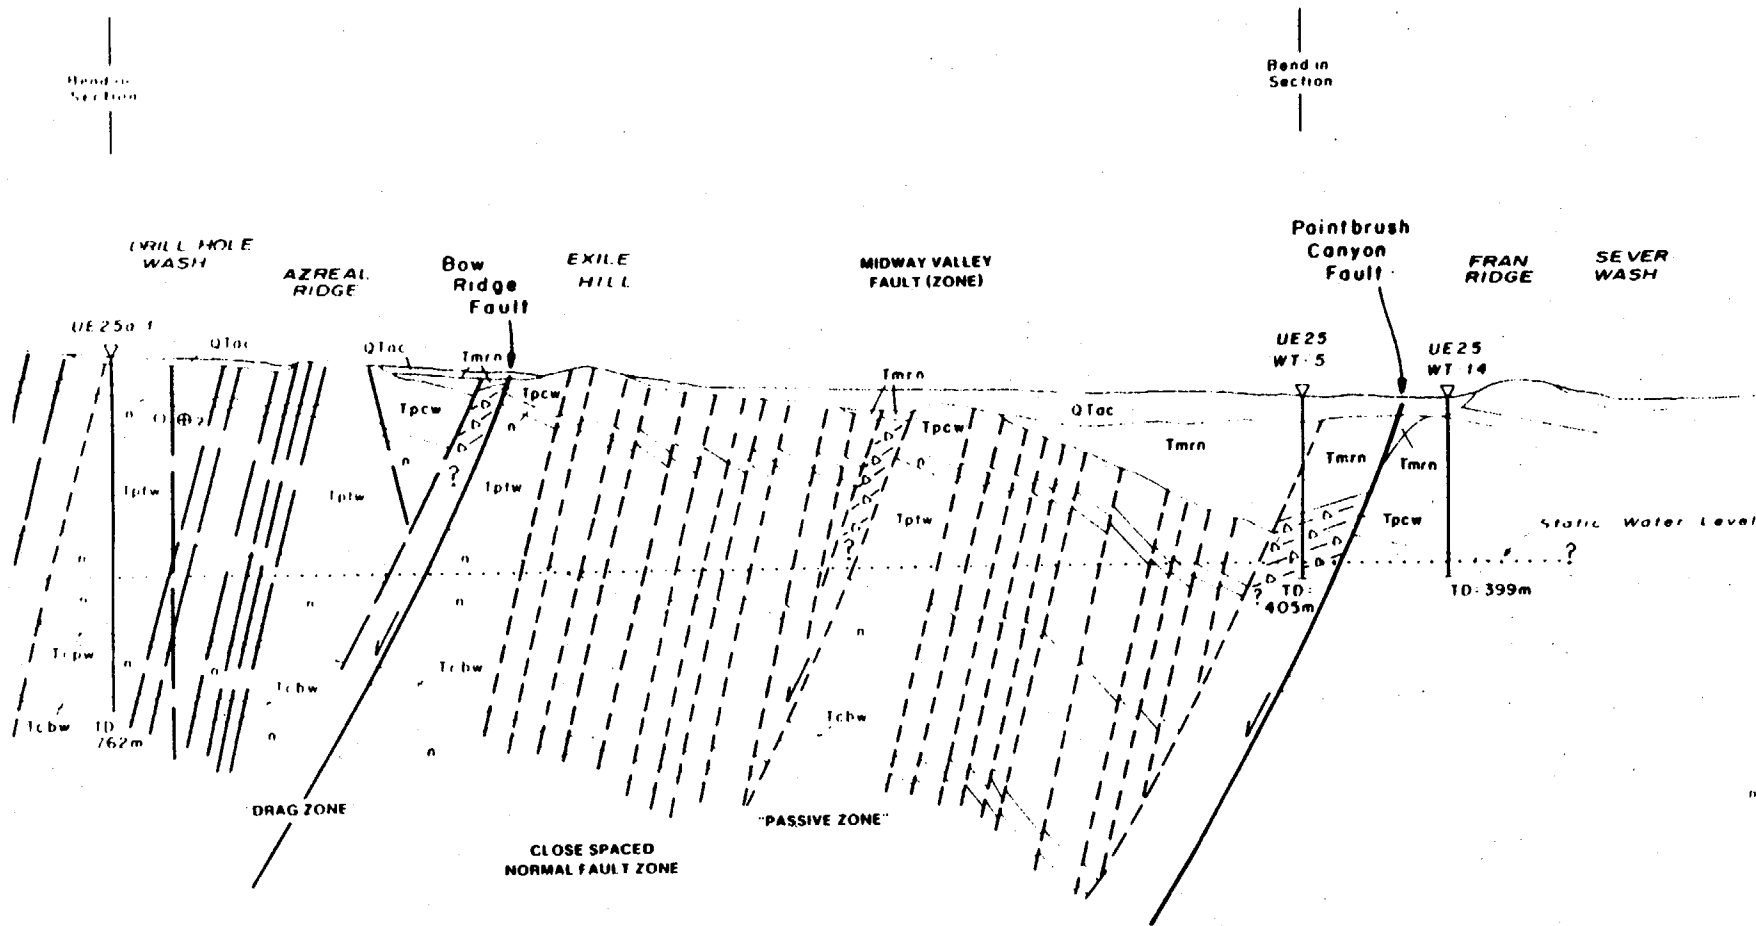 Bend in
Section
Bend in
Section
DRILL HOLE
WASH
AZREAL
RIDGE
Bow
Ridge
Fault
EXILE
HILL
MIDWAY VALLEY
FAULT (ZONE)
Paintbrush
Canyon
Fault
FRAN
RIDGE
SEVER
WASH
UE25a-1
QTac
QTac
Tmrn
UE25
WT-5
UE25
WT-14
Tmrn
Tpcw
Tpcw
QTac
Tpcw
n
n
Tmrn
Tmrn
Tmrn
n
n
?
Tptw
Tptw
Tptw
Tptw
Tpcw
Static Water Level
?
?
n
n
TD:
405m
?
TD:399m
n
n
n
n
Tcpw
n
n
Tcbw
Tcbw
Tcbw
Tcbw
TD
762m
n
n
n
DRAG ZONE
"PASSIVE ZONE"
CLOSE SPACED
NORMAL FAULT ZONE